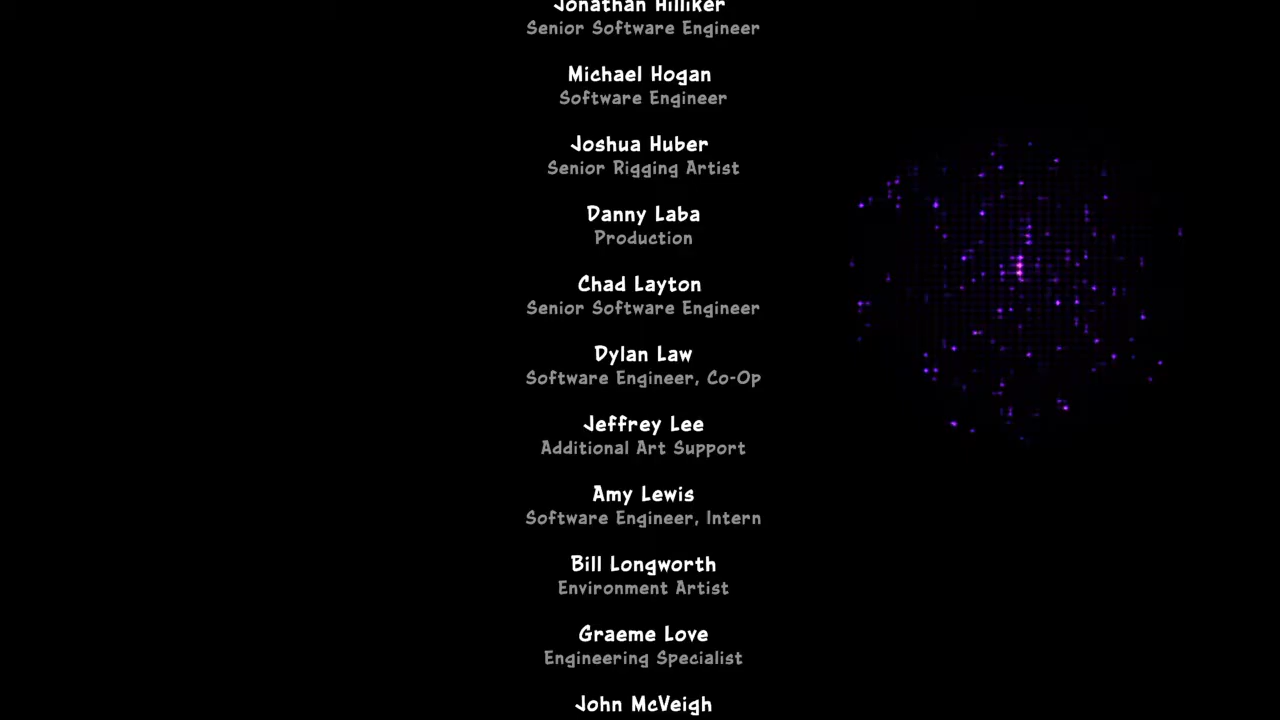 Jonathan Hilliker
Senior Software Engineer
Michael Hogan
Software Engineer
Joshua Huber
Senior Rigging Artist
Danny Laba
Production
Chad Layton
Senior Software Engineer
Dylan Law
Software Engineer, Co-Op
Jeffrey Lee
Additional Art Support
Amy Lewis
Software Engineer, Intern
Bill Longworth
Environment Artist
Graeme Love
Engineering Specialist
John McVeigh